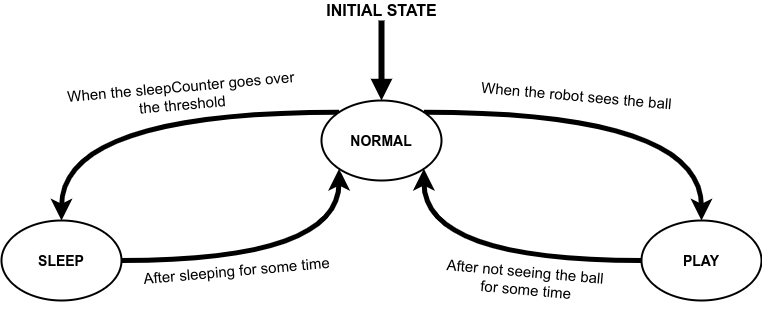 INITIAL STATE
When the sleepCounter goes over
the threshold
When the robot sees the ball
NORMAL
SLEEP
After sleeping for some time
After not seeing the ball
for some time
PLAY